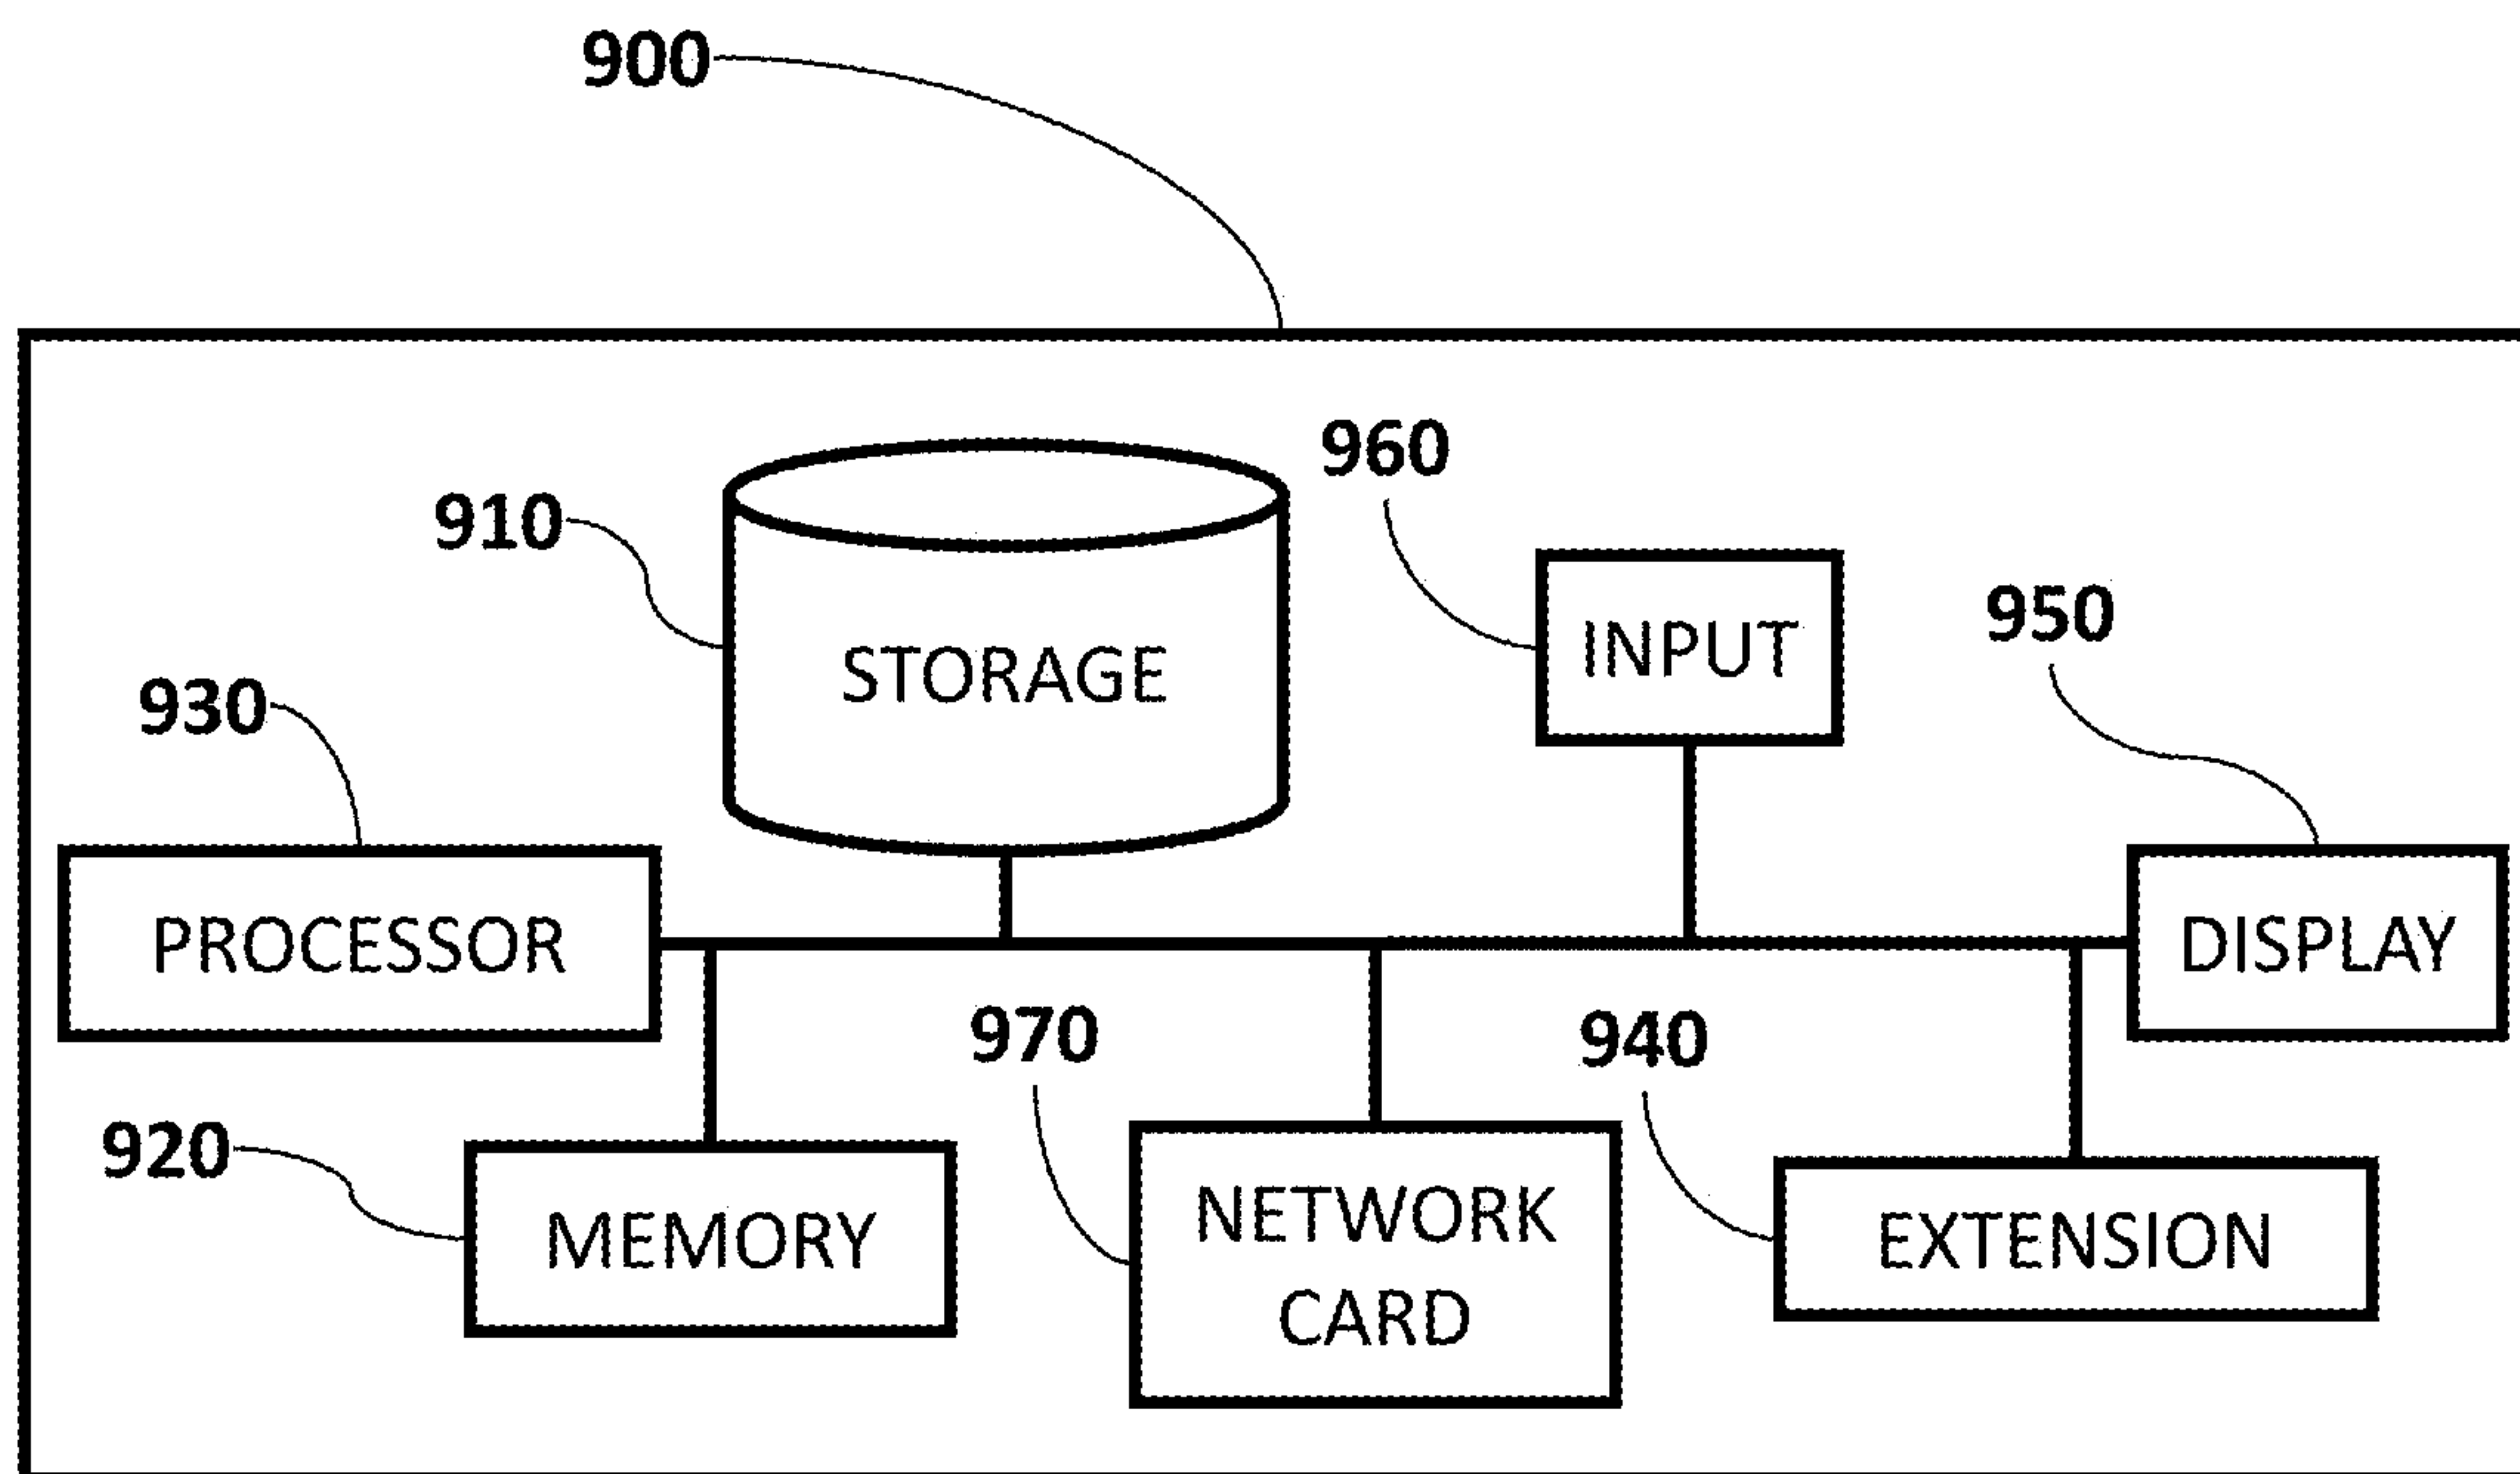 900
960
910
INPUT
950
STORAGE
930
PROCESSOR
DISPLAY
970
940
920
MEMORY
NETWORK
CARD
EXTENSION